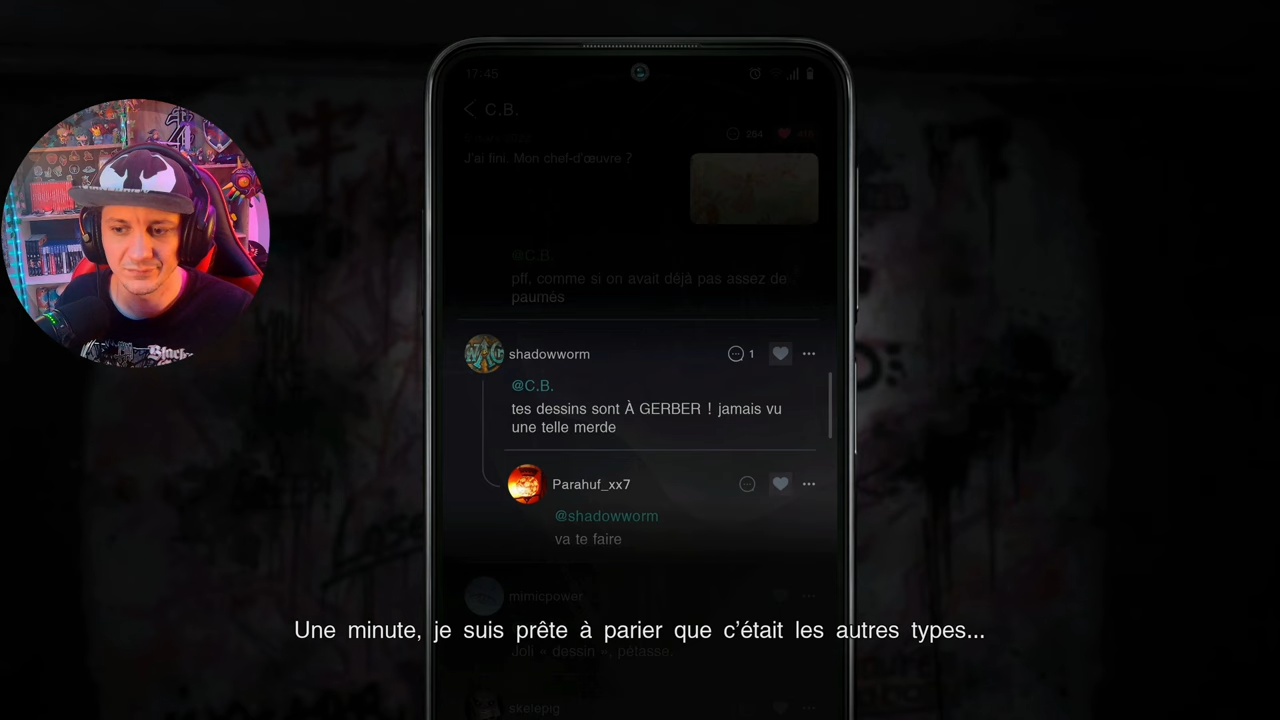 17:45
C.B.
264
J'ai fini. Mon chef-d'œuvre ?
@C.B.
pff, comme si on avait déjà pas assez de
paumés
shadowworm
1
@C.B.
tes dessins sont À GERBER ! jamais vu
une telle merde
Parahuf_xx7
@shadowworm
va te faire
mimicpower
Une minute, je suis prête à parier que c'était les autres types...
Joli « dessin », pétasse.
skelepig